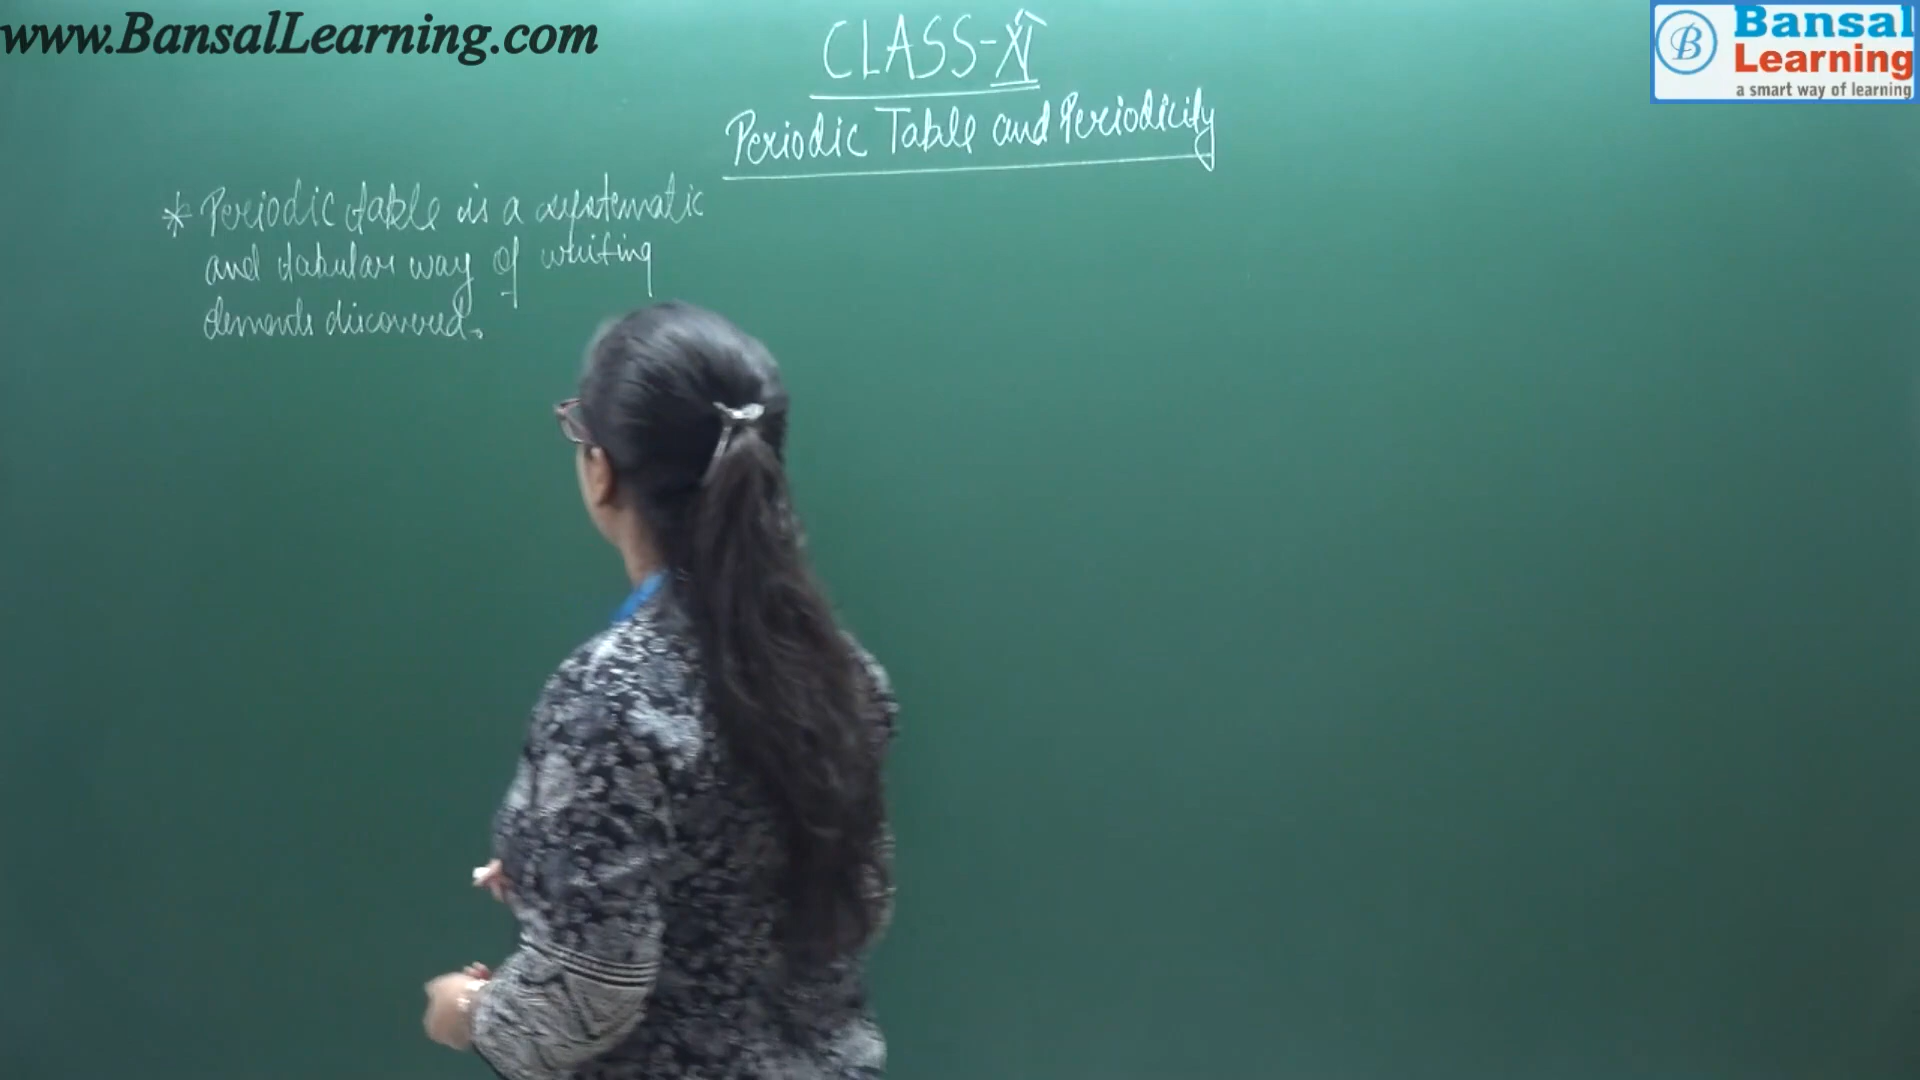 www.BansalLearning.com
CLASS-XI
Periodic Table and Periodicity
* Periodic table is a systematic
and tabular way of writing
elements discovered.
B
Bansal
Learning
a smart way of learning